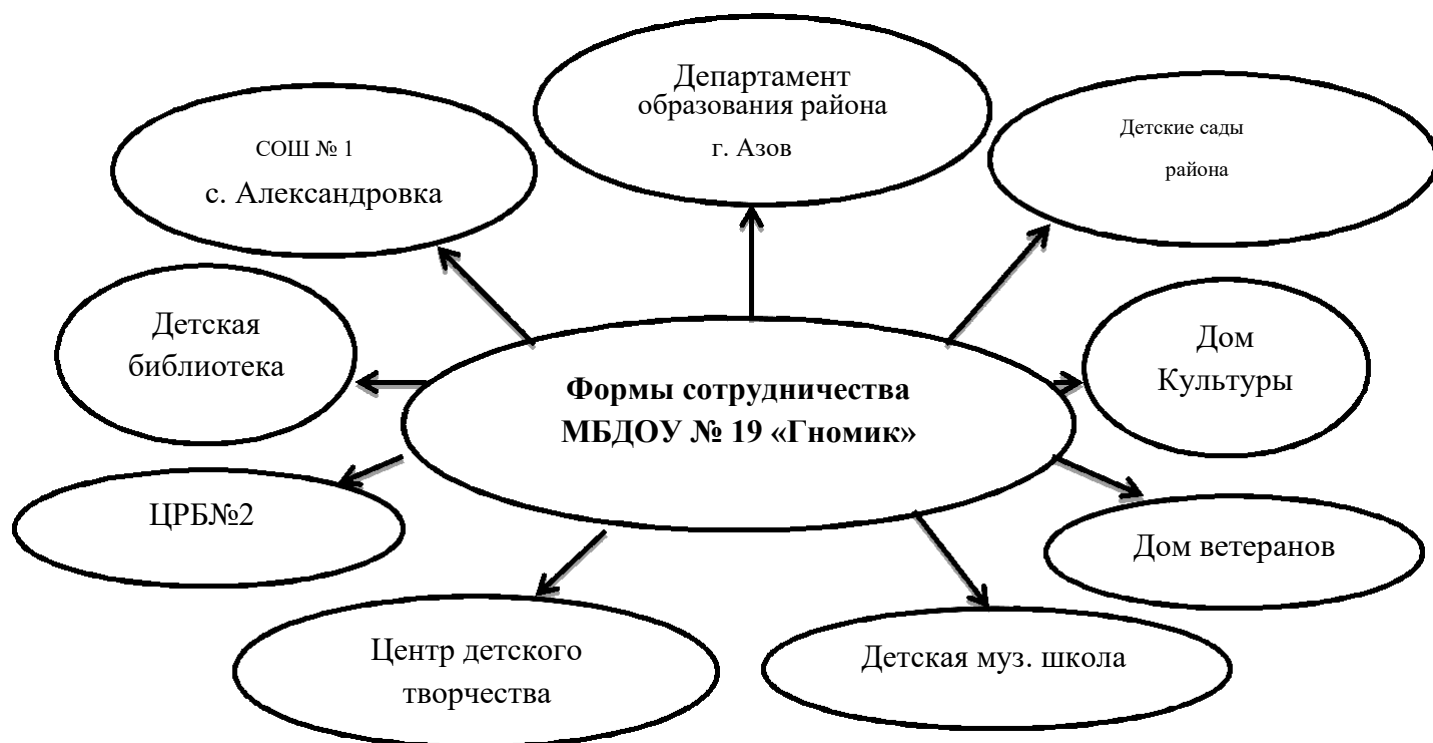 Департамент
образования района
г. Азов
СОШ № 1
с. Александровка
Детские сады
района
Детская
библиотека
Дом
Культуры
Формы сотрудничества
МБДОУ № 19 «Гномик»
ЦРБ№2
Дом ветеранов
Центр детского
творчества
Детская муз. школа